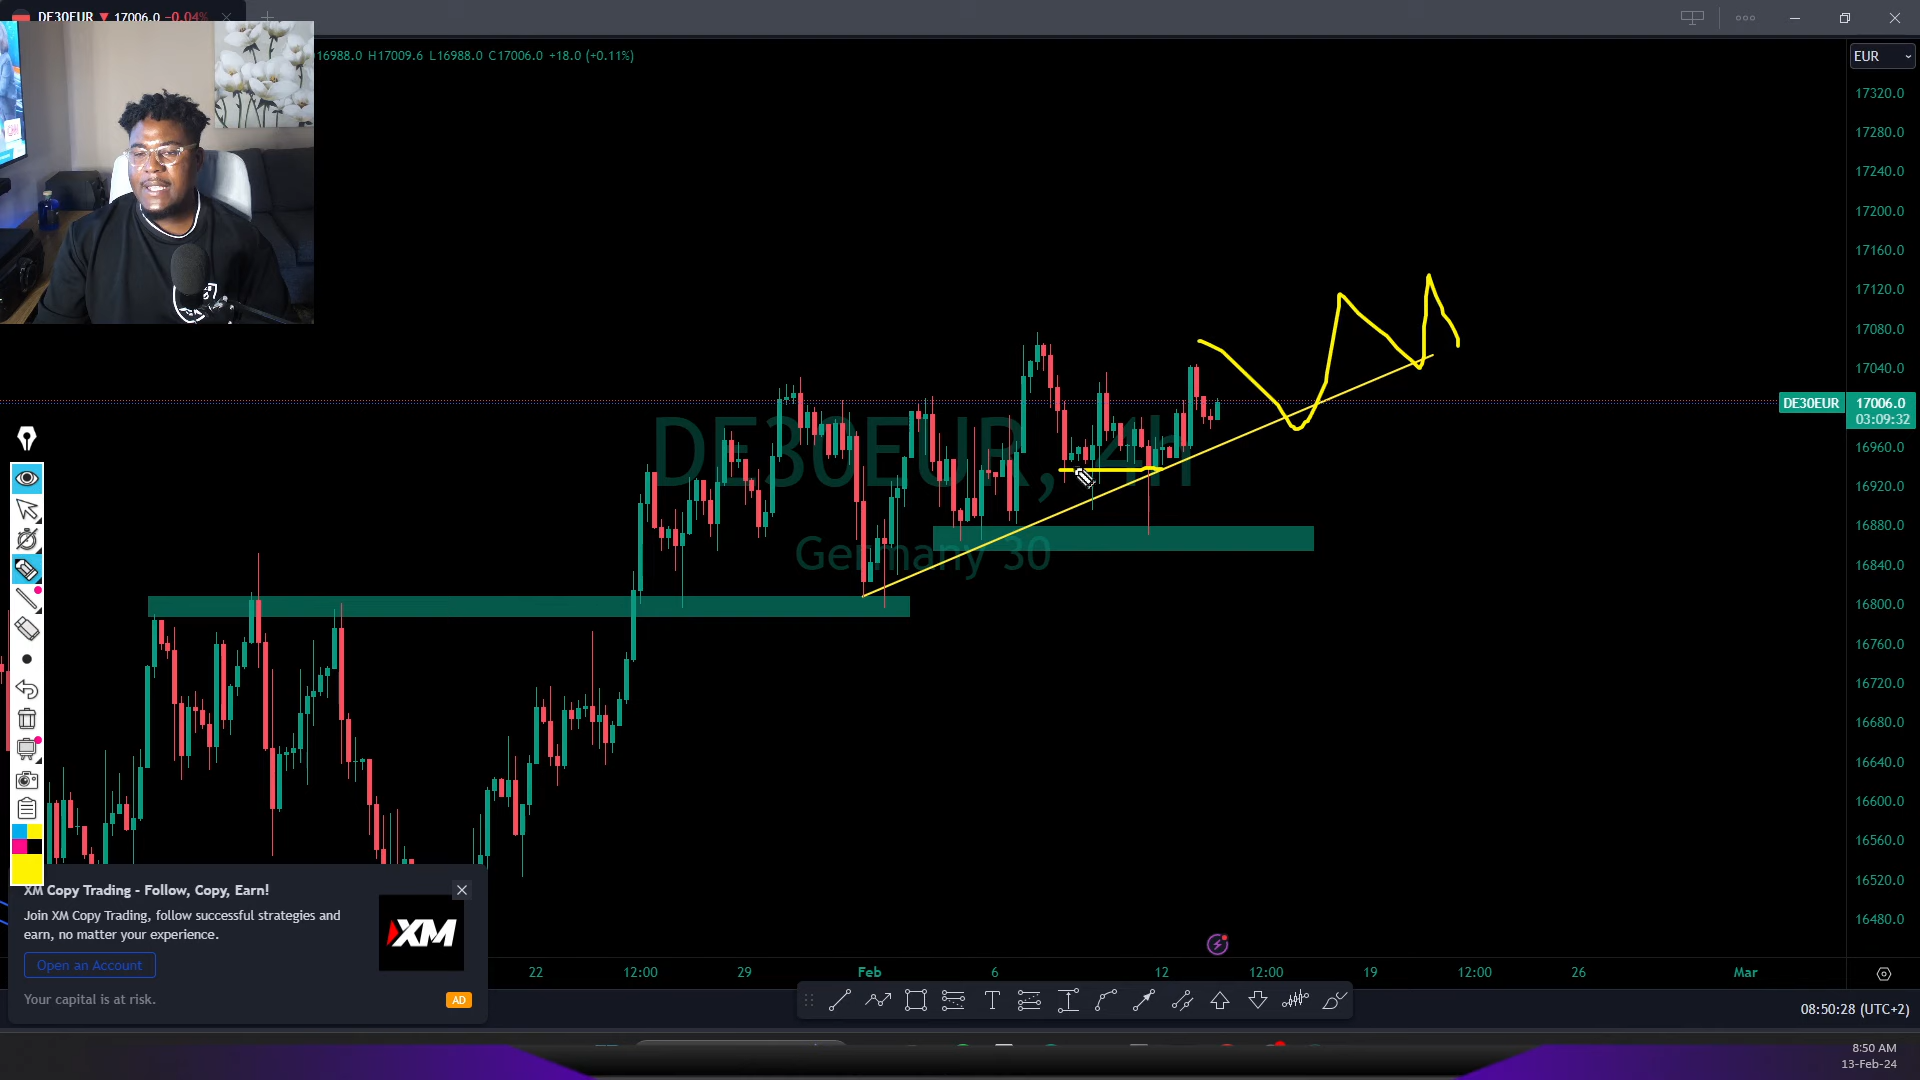 DE30EUR ▼ 17006.0 −0.04%
16988.0 H17009.6 L16988.0 C17006.0 +18.0 (+0.11%)
EUR
17320.0
17280.0
17240.0
17200.0
17160.0
17120.0
17080.0
17040.0
DE30EUR 17006.0
03:09:32
16960.0
16920.0
16880.0
16840.0
16800.0
16760.0
16720.0
16680.0
16640.0
16600.0
16560.0
16520.0
16480.0
DE30EUR, 4h
Germany 30
XM Copy Trading - Follow, Copy, Earn!
Join XM Copy Trading, follow successful strategies and
earn, no matter your experience.
XM
Open an Account
Your capital is at risk.
AD
22 12:00 29 Feb 6 12 12:00 19 12:00 26 Mar
08:50:28 (UTC+2)
8:50 AM
13-Feb-24